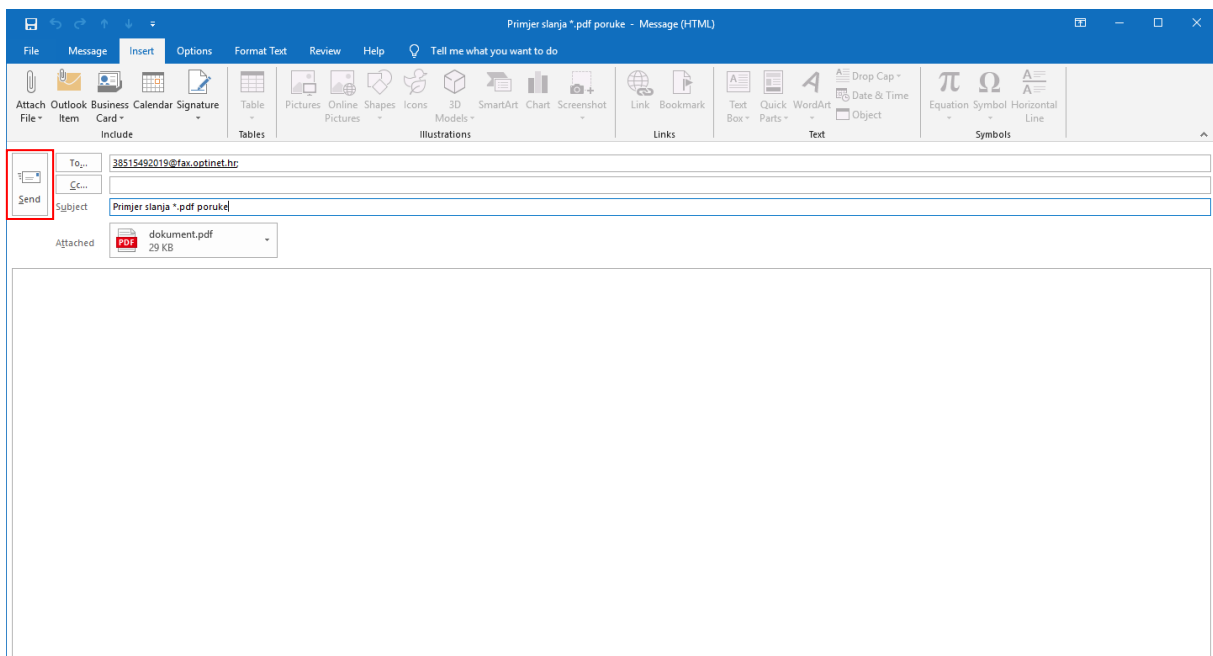 Primjer slanja *.pdf poruke - Message (HTML)
File Message Insert Options Format Text Review Help Tell me what you want to do
Attach File Outlook Item Business Card Calendar Signature Table Pictures Online Pictures Shapes Icons 3D Models SmartArt Chart Screenshot Link Bookmark Text Box Quick Parts WordArt Drop Cap Equation Symbol Horizontal Line
Date & Time
Object
Include Tables Illustrations Links Text Symbols
To... 38515492019@fax.optinet.hr;
Cc...
Send
Subject Primjer slanja *.pdf poruke
Attached PDF dokument.pdf
29 KB